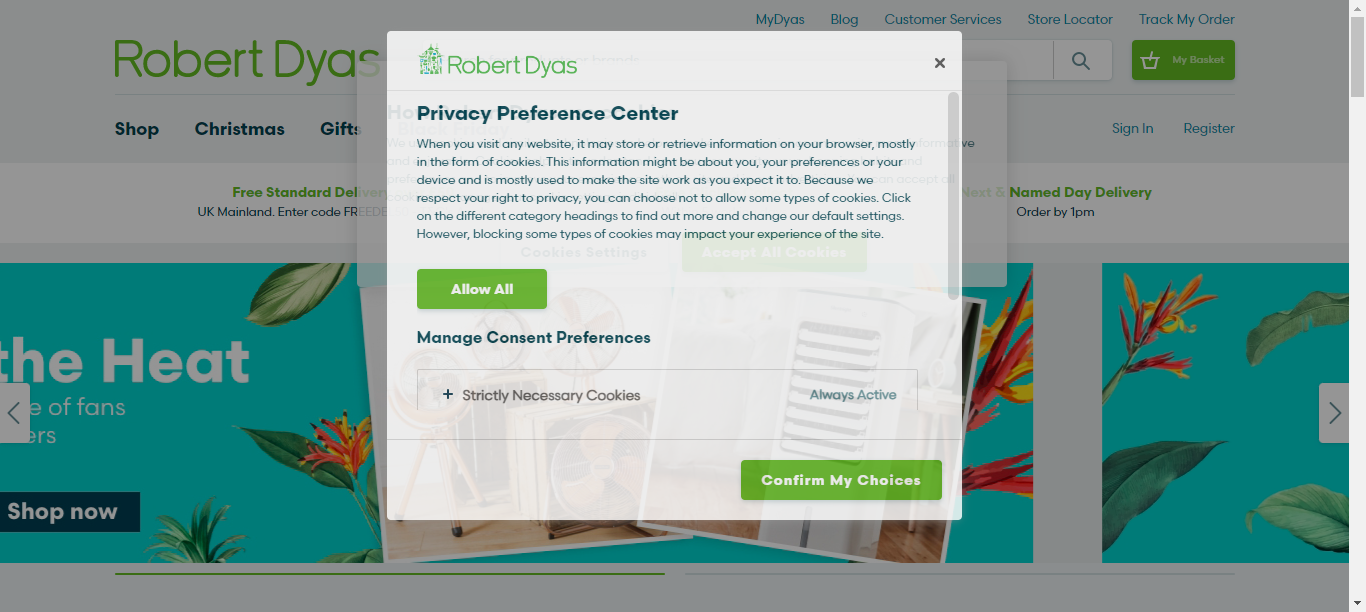 MyDyas Blog Customer Services Store Locator Track My Order
Robert Dyas
My Basket
Shop Christmas Gifts
Sign In Register
Free Standard Delivery
UK Mainland. Enter code FREEDE
Next & Named Day Delivery
Order by 1pm
Robert Dyas
Privacy Preference Center
When you visit any website, it may store or retrieve information on your browser, mostly
in the form of cookies. This information might be about you, your preferences or your
device and is mostly used to make the site work as you expect it to. Because we
respect your right to privacy, you can choose not to allow some types of cookies. Click
on the different category headings to find out more and change our default settings.
However, blocking some types of cookies may impact your experience of the site.
Cookies Settings Accept All Cookies
Allow All
Manage Consent Preferences
+ Strictly Necessary Cookies Always Active
Confirm My Choices
the Heat
e of fans
ers
Shop now